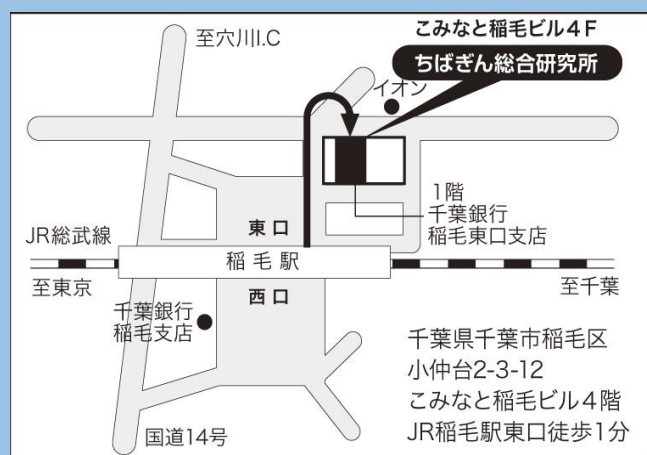 至穴川I.C
こみなと稲毛ビル4F
ちばぎん総合研究所
イオン
1階
千葉銀行
稲毛東口支店
東口
JR総武線
稲毛駅
至東京
西口
至千葉
千葉銀行
稲毛支店
国道14号
千葉県千葉市稲毛区
小仲台2-3-12
こみなと稲毛ビル4階
JR稲毛駅東口徒歩1分